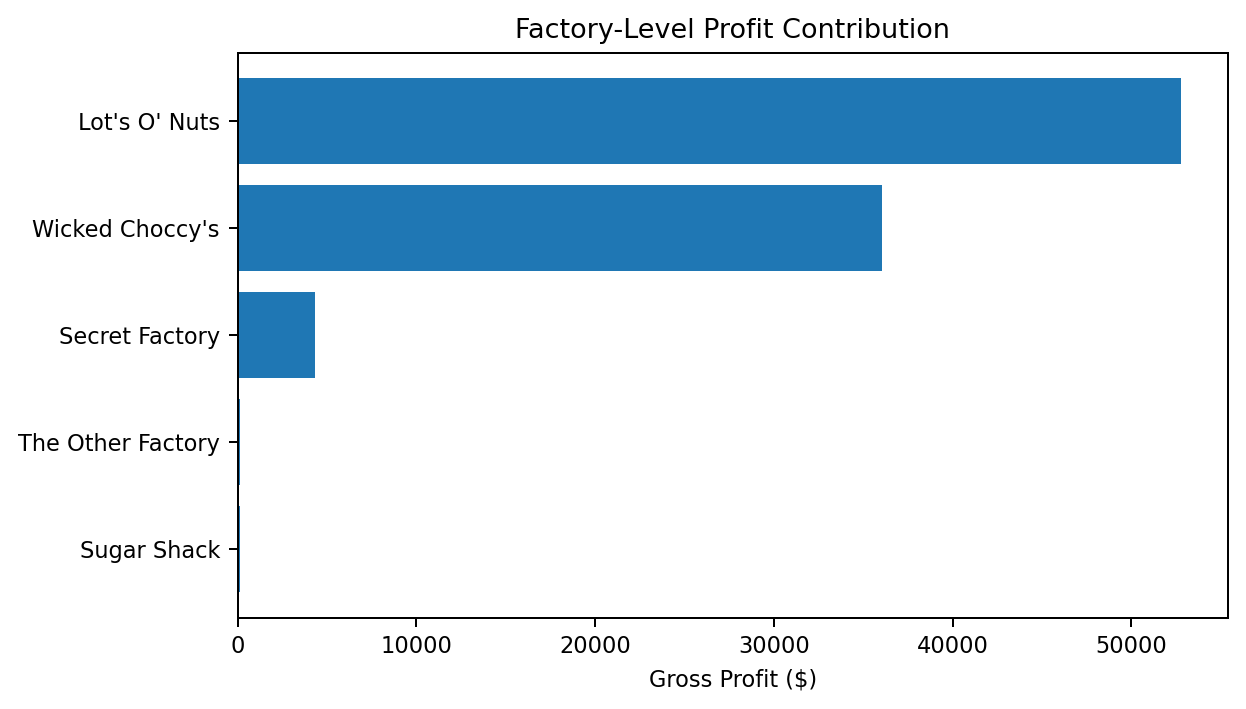 Factory-Level Profit Contribution
Lot's O' Nuts
Wicked Choccy's
Secret Factory
The Other Factory
Sugar Shack
0 10000 20000 30000 40000 50000
Gross Profit ($)